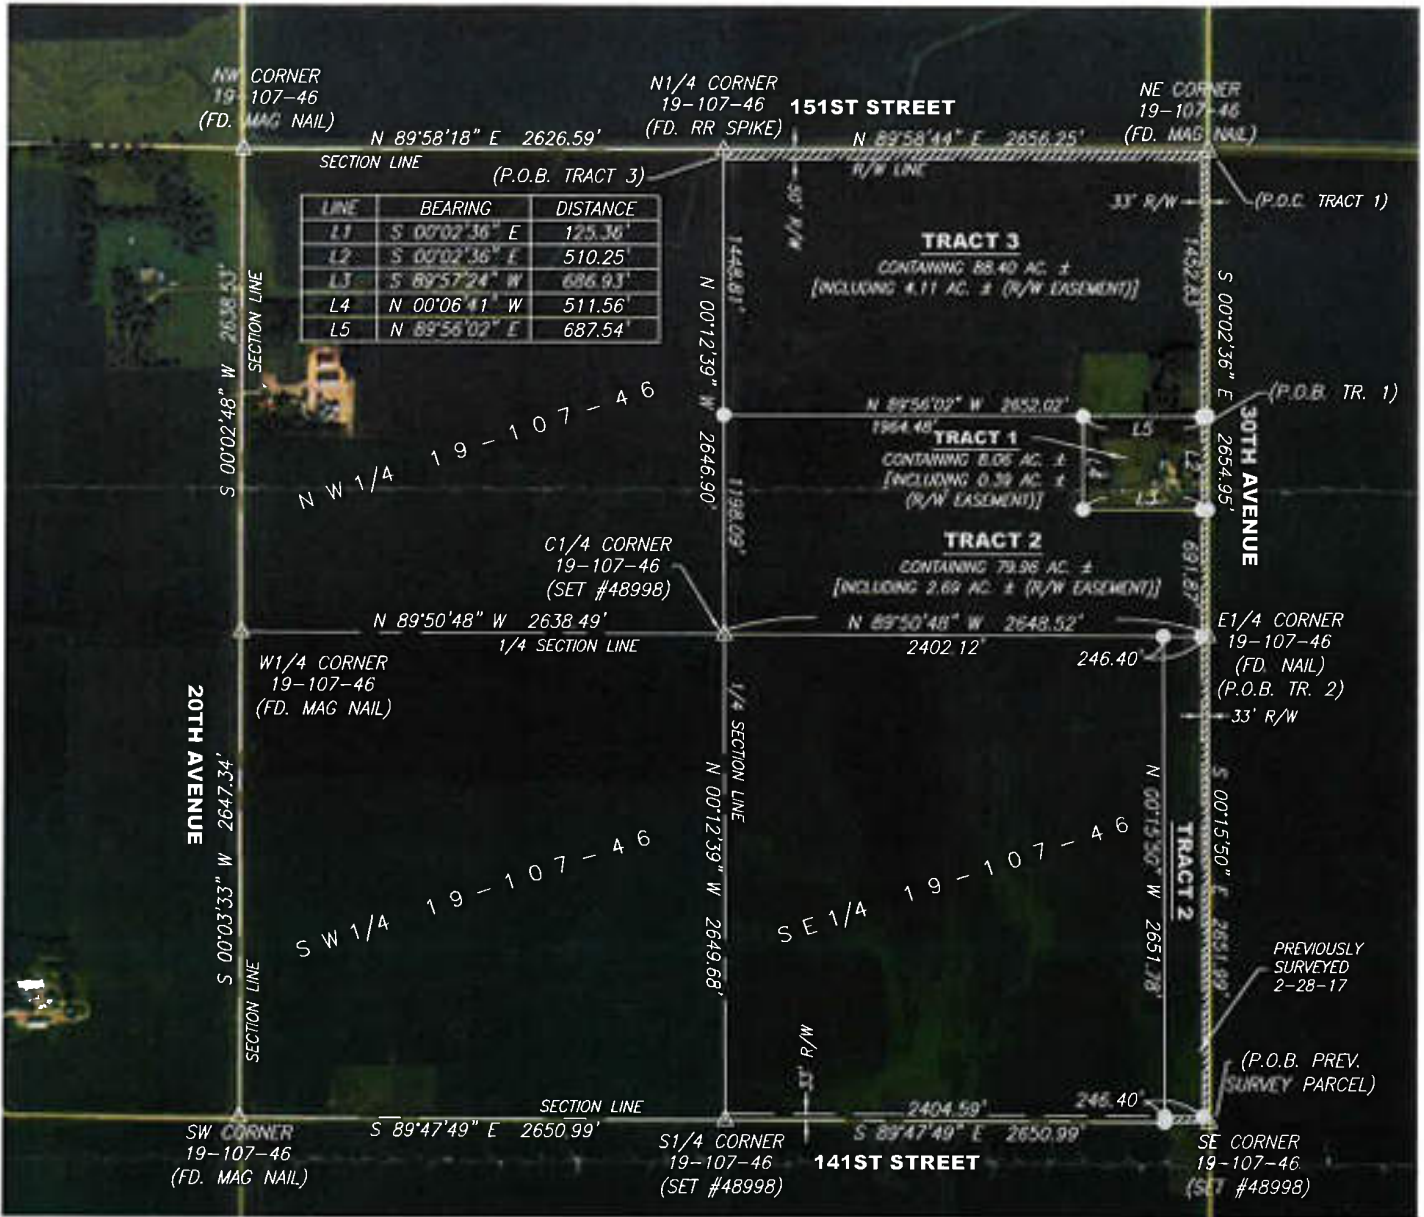 NW CORNER
19-107-46
(FD. MAG NAIL)
N1/4 CORNER
19-107-46
(FD. RR SPIKE)
151ST STREET
NE CORNER
19-107-46
(FD. MAG NAIL)
N 89°58'18" E 2626.59'
SECTION LINE
N 89°58'44" E 2656.25'
R/W LINE
(P.O.B. TRACT 3)
50' R/W
33' R/W
(P.O.C. TRACT 1)
LINE BEARING DISTANCE
L1 S 00°02'36" E 125.36'
L2 S 00°02'36" E 510.25'
L3 S 89°57'24" W 686.93'
L4 N 00°06'41" W 511.56'
L5 N 89°56'02" E 687.54'
TRACT 3
CONTAINING 88.40 AC. ±
[INCLUDING 4.11 AC. ± (R/W EASEMENT)]
S 00°02'48" W 2638.53'
SECTION LINE
1448.81'
N 00°12'39" W 2646.90'
1198.09'
1452.83'
S 00°02'36" E 2654.95'
30TH AVENUE
(P.O.B. TR. 1)
NW1/4 19-107-46
N 89°56'02" W 2652.02'
1964.48'
L5
TRACT 1
CONTAINING 8.06 AC. ±
[INCLUDING 0.39 AC. ±
(R/W EASEMENT)]
L4
L2
L3
691.87'
C1/4 CORNER
19-107-46
(SET #48998)
TRACT 2
CONTAINING 79.96 AC. ±
[INCLUDING 2.69 AC. ± (R/W EASEMENT)]
N 89°50'48" W 2638.49'
1/4 SECTION LINE
N 89°50'48" W 2648.52'
2402.12'
246.40'
E1/4 CORNER
19-107-46
(FD. NAIL)
(P.O.B. TR. 2)
33' R/W
W1/4 CORNER
19-107-46
(FD. MAG NAIL)
20TH AVENUE
S 00°03'33" W 2647.34'
SECTION LINE
1/4 SECTION LINE
N 00°12'39" W 2649.68'
N 00°15'50" W 2651.78'
TRACT 2
S 00°15'50" E 2651.99'
SW1/4 19-107-46
SE1/4 19-107-46
PREVIOUSLY
SURVEYED
2-28-17
33' R/W
(P.O.B. PREV.
SURVEY PARCEL)
SECTION LINE
S 89°47'49" E 2650.99'
2404.59'
246.40'
S 89°47'49" E 2650.99'
SW CORNER
19-107-46
(FD. MAG NAIL)
S1/4 CORNER
19-107-46
(SET #48998)
141ST STREET
SE CORNER
19-107-46
(SET #48998)